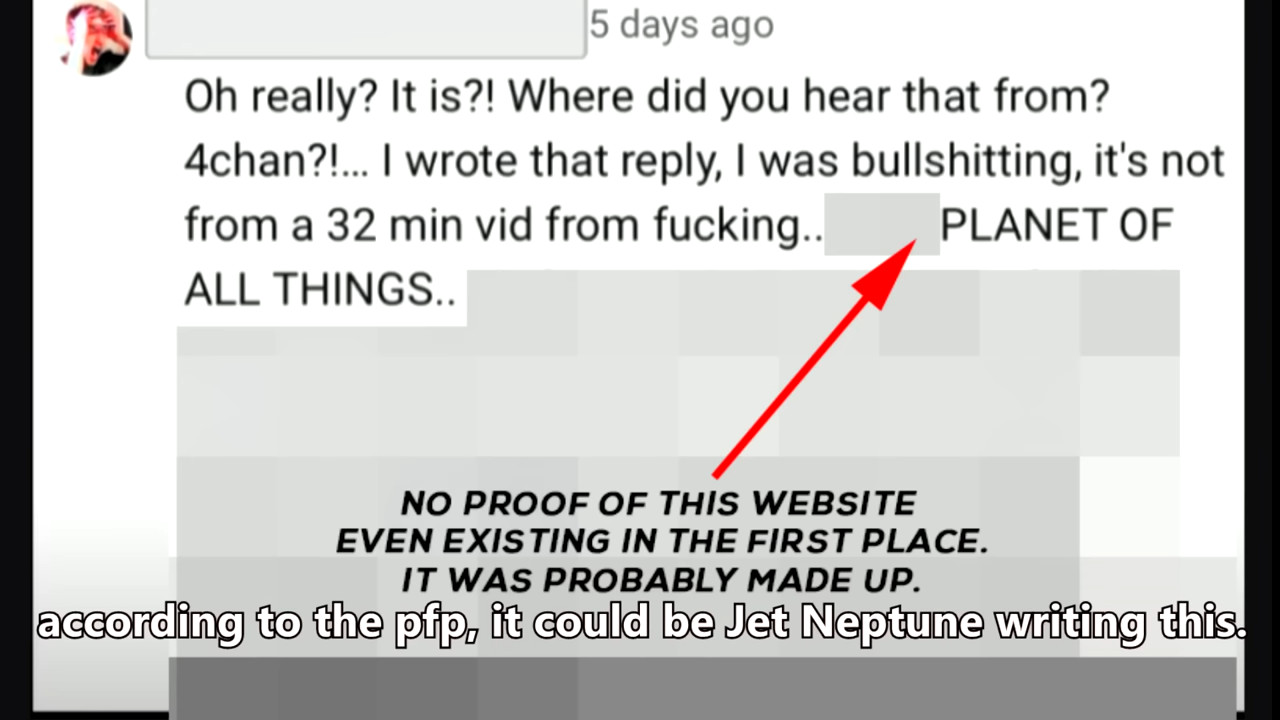 5 days ago
Oh really? It is?! Where did you hear that from?
4chan?!... I wrote that reply, I was bullshitting, it's not
from a 32 min vid from fucking.. PLANET OF
ALL THINGS..
NO PROOF OF THIS WEBSITE
EVEN EXISTING IN THE FIRST PLACE.
IT WAS PROBABLY MADE UP.
according to the pfp, it could be Jet Neptune writing this.